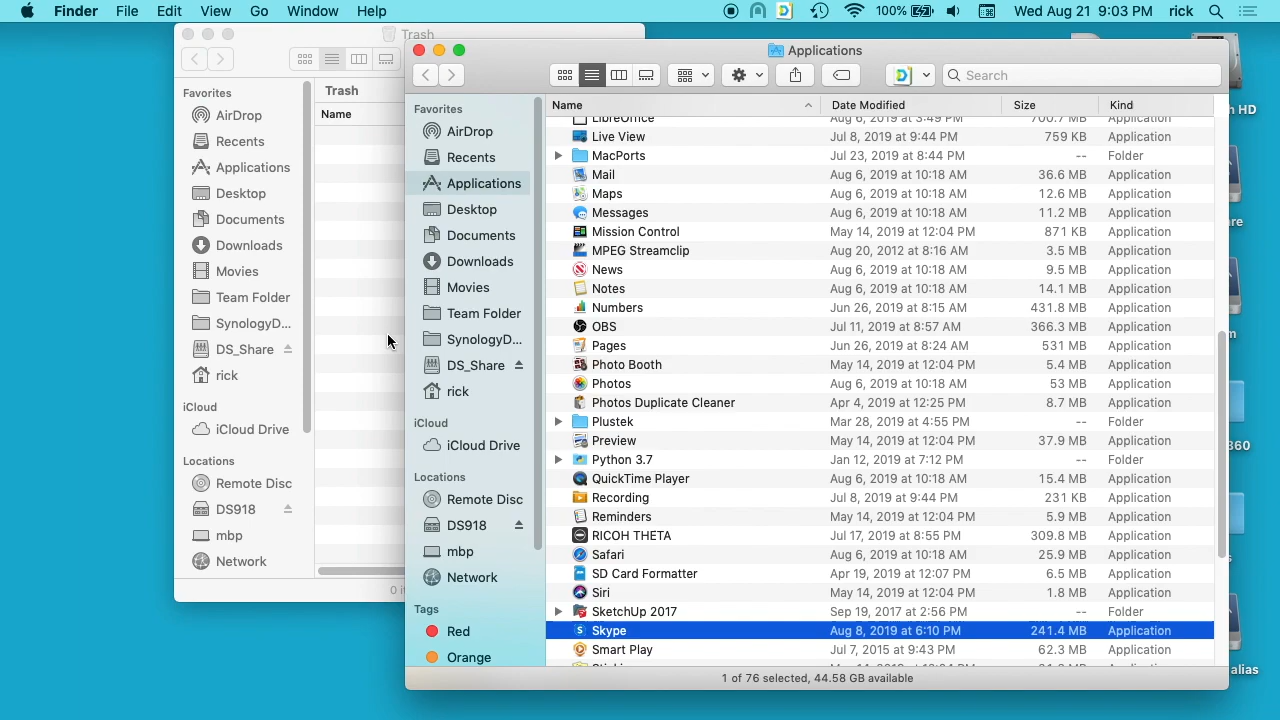 Finder File Edit View Go Window Help 100% Wed Aug 21 9:03 PM rick
Trash
Applications
Search
Favorites
AirDrop
Recents
Applications
Desktop
Documents
Downloads
Movies
Team Folder
SynologyD...
DS_Share
rick
iCloud
iCloud Drive
Locations
Remote Disc
DS918
mbp
Network
Trash
Name
Favorites
AirDrop
Recents
Applications
Desktop
Documents
Downloads
Movies
Team Folder
SynologyD...
DS_Share
rick
iCloud
iCloud Drive
Locations
Remote Disc
DS918
mbp
Network
Tags
Red
Orange
Name Date Modified Size Kind
LibreOffice Aug 6, 2019 at 3:49 PM 700.7 MB Application
Live View Jul 8, 2019 at 9:44 PM 759 KB Application
MacPorts Jul 23, 2019 at 8:44 PM -- Folder
Mail Aug 6, 2019 at 10:18 AM 36.6 MB Application
Maps Aug 6, 2019 at 10:18 AM 12.6 MB Application
Messages Aug 6, 2019 at 10:18 AM 11.2 MB Application
Mission Control May 14, 2019 at 12:04 PM 871 KB Application
MPEG Streamclip Aug 20, 2012 at 8:16 AM 3.5 MB Application
News Aug 6, 2019 at 10:18 AM 9.5 MB Application
Notes Aug 6, 2019 at 10:18 AM 14.1 MB Application
Numbers Jun 26, 2019 at 8:15 AM 431.8 MB Application
OBS Jul 11, 2019 at 8:57 AM 366.3 MB Application
Pages Jun 26, 2019 at 8:24 AM 531 MB Application
Photo Booth May 14, 2019 at 12:04 PM 5.4 MB Application
Photos Aug 6, 2019 at 10:18 AM 53 MB Application
Photos Duplicate Cleaner Apr 4, 2019 at 12:25 PM 8.7 MB Application
Plustek Mar 28, 2019 at 4:55 PM -- Folder
Preview May 14, 2019 at 12:04 PM 37.9 MB Application
Python 3.7 Jan 12, 2019 at 7:12 PM -- Folder
QuickTime Player Aug 6, 2019 at 10:18 AM 15.4 MB Application
Recording Jul 8, 2019 at 9:44 PM 231 KB Application
Reminders May 14, 2019 at 12:04 PM 5.9 MB Application
RICOH THETA Jul 17, 2019 at 8:55 PM 309.8 MB Application
Safari Aug 6, 2019 at 10:18 AM 25.9 MB Application
SD Card Formatter Apr 19, 2019 at 12:07 PM 6.5 MB Application
Siri May 14, 2019 at 12:04 PM 1.8 MB Application
SketchUp 2017 Sep 19, 2017 at 2:56 PM -- Folder
Skype Aug 8, 2019 at 6:10 PM 241.4 MB Application
Smart Play Jul 7, 2015 at 9:43 PM 62.3 MB Application
1 of 76 selected, 44.58 GB available
HD
360
alias